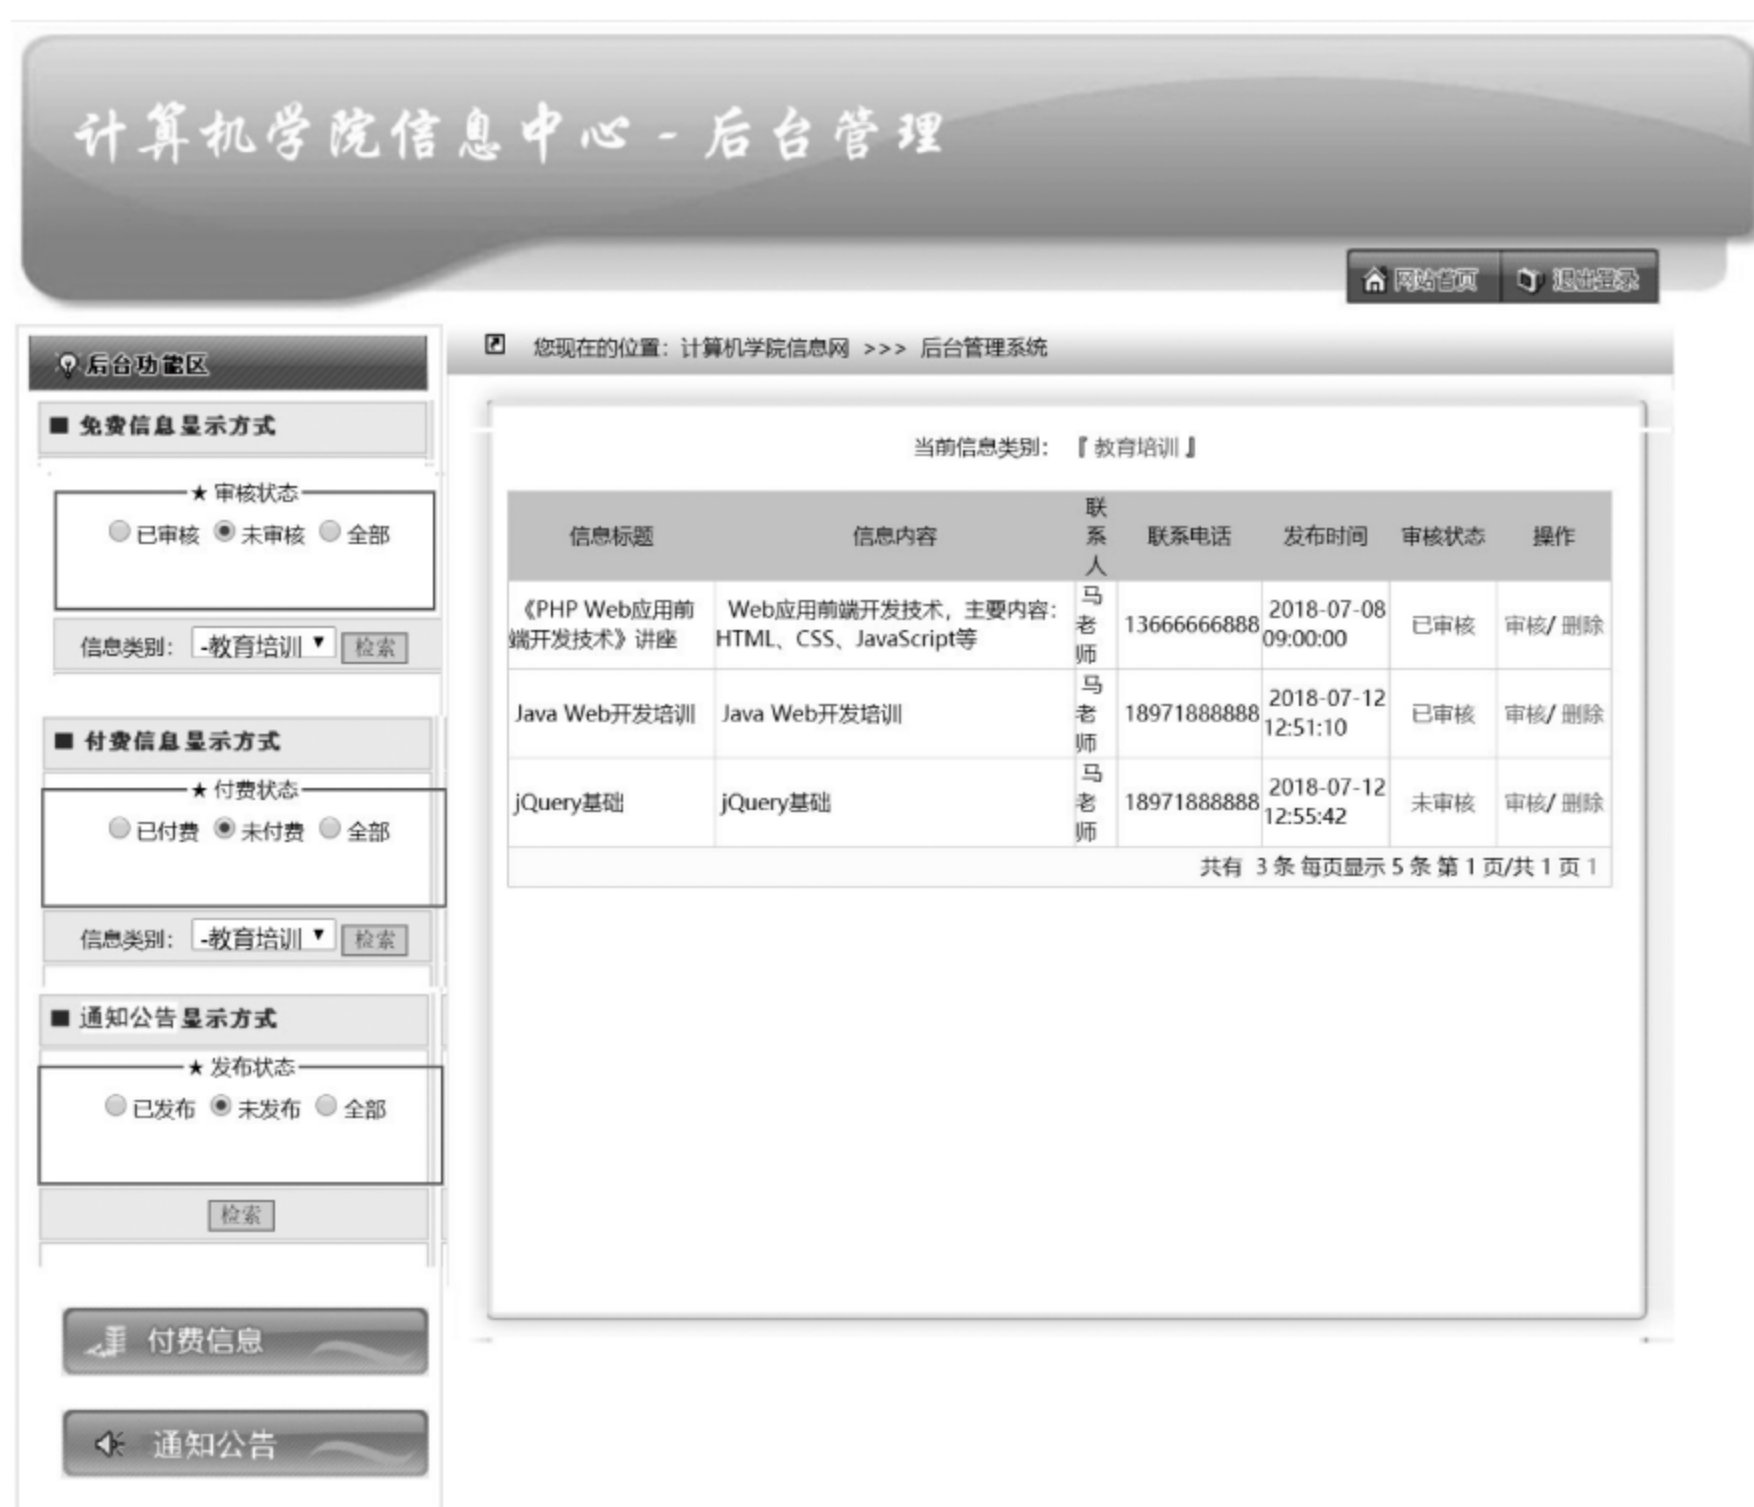 计算机学院信息中心 - 后台管理
网站首页 退出登录
后台功能区
您现在的位置：计算机学院信息网 >>> 后台管理系统
■ 免费信息显示方式
★ 审核状态
已审核 未审核 全部
信息类别： -教育培训 ▼ 检索
■ 付费信息显示方式
★ 付费状态
已付费 未付费 全部
信息类别： -教育培训 ▼ 检索
■ 通知公告显示方式
★ 发布状态
已发布 未发布 全部
检索
付费信息
通知公告
当前信息类别： 『 教育培训 』
信息标题 信息内容 联系人 联系电话 发布时间 审核状态 操作
《PHP Web应用前端开发技术》讲座 Web应用前端开发技术，主要内容：HTML、CSS、JavaScript等 马老师 13666666888 2018-07-08 09:00:00 已审核 审核/ 删除
Java Web开发培训 Java Web开发培训 马老师 18971888888 2018-07-12 12:51:10 已审核 审核/ 删除
jQuery基础 jQuery基础 马老师 18971888888 2018-07-12 12:55:42 未审核 审核/ 删除
共有 3 条 每页显示 5 条 第 1 页/共 1 页 1